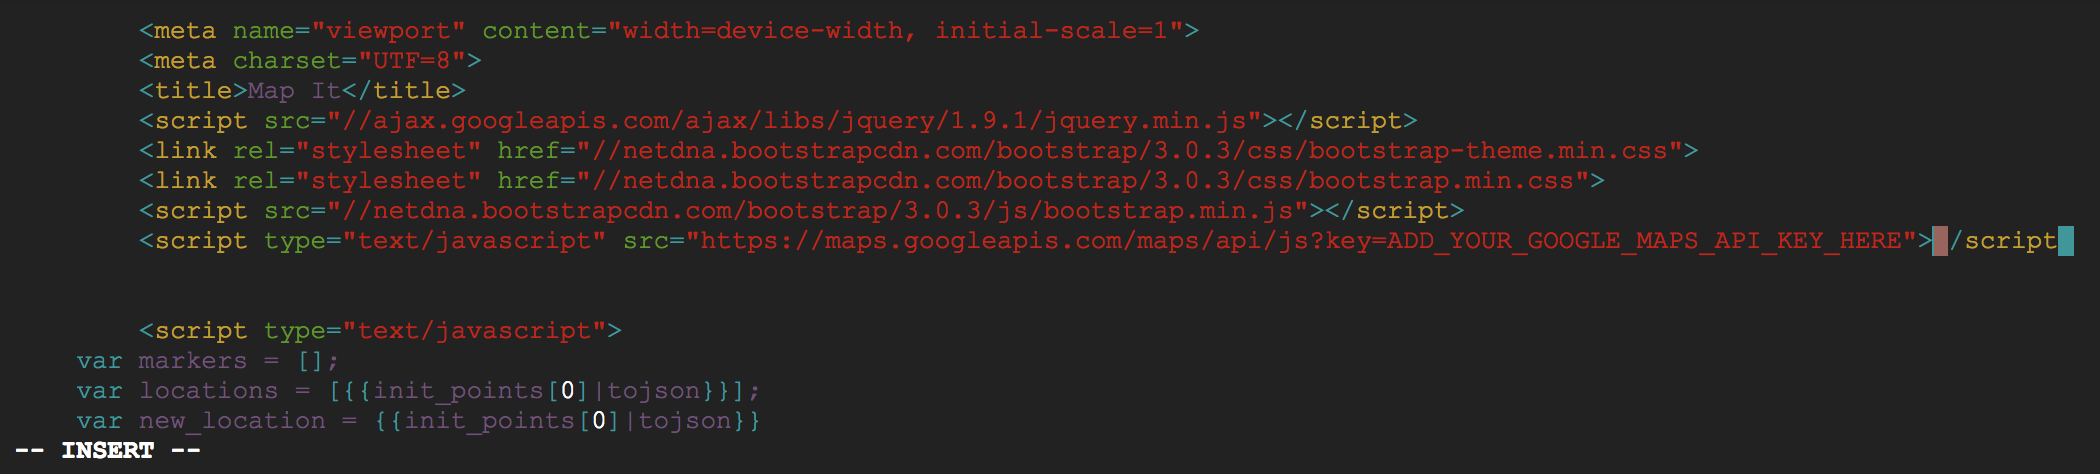 <meta name="viewport" content="width=device-width, initial-scale=1">
<meta charset="UTF=8">
<title>Map It</title>
<script src="//ajax.googleapis.com/ajax/libs/jquery/1.9.1/jquery.min.js"></script>
<link rel="stylesheet" href="//netdna.bootstrapcdn.com/bootstrap/3.0.3/css/bootstrap-theme.min.css">
<link rel="stylesheet" href="//netdna.bootstrapcdn.com/bootstrap/3.0.3/css/bootstrap.min.css">
<script src="//netdna.bootstrapcdn.com/bootstrap/3.0.3/js/bootstrap.min.js"></script>
<script type="text/javascript" src="https://maps.googleapis.com/maps/api/js?key=ADD_YOUR_GOOGLE_MAPS_API_KEY_HERE">/script
<script type="text/javascript">
var markers = [];
var locations = [{{init_points[0]|tojson}}];
var new_location = {{init_points[0]|tojson}}
-- INSERT --